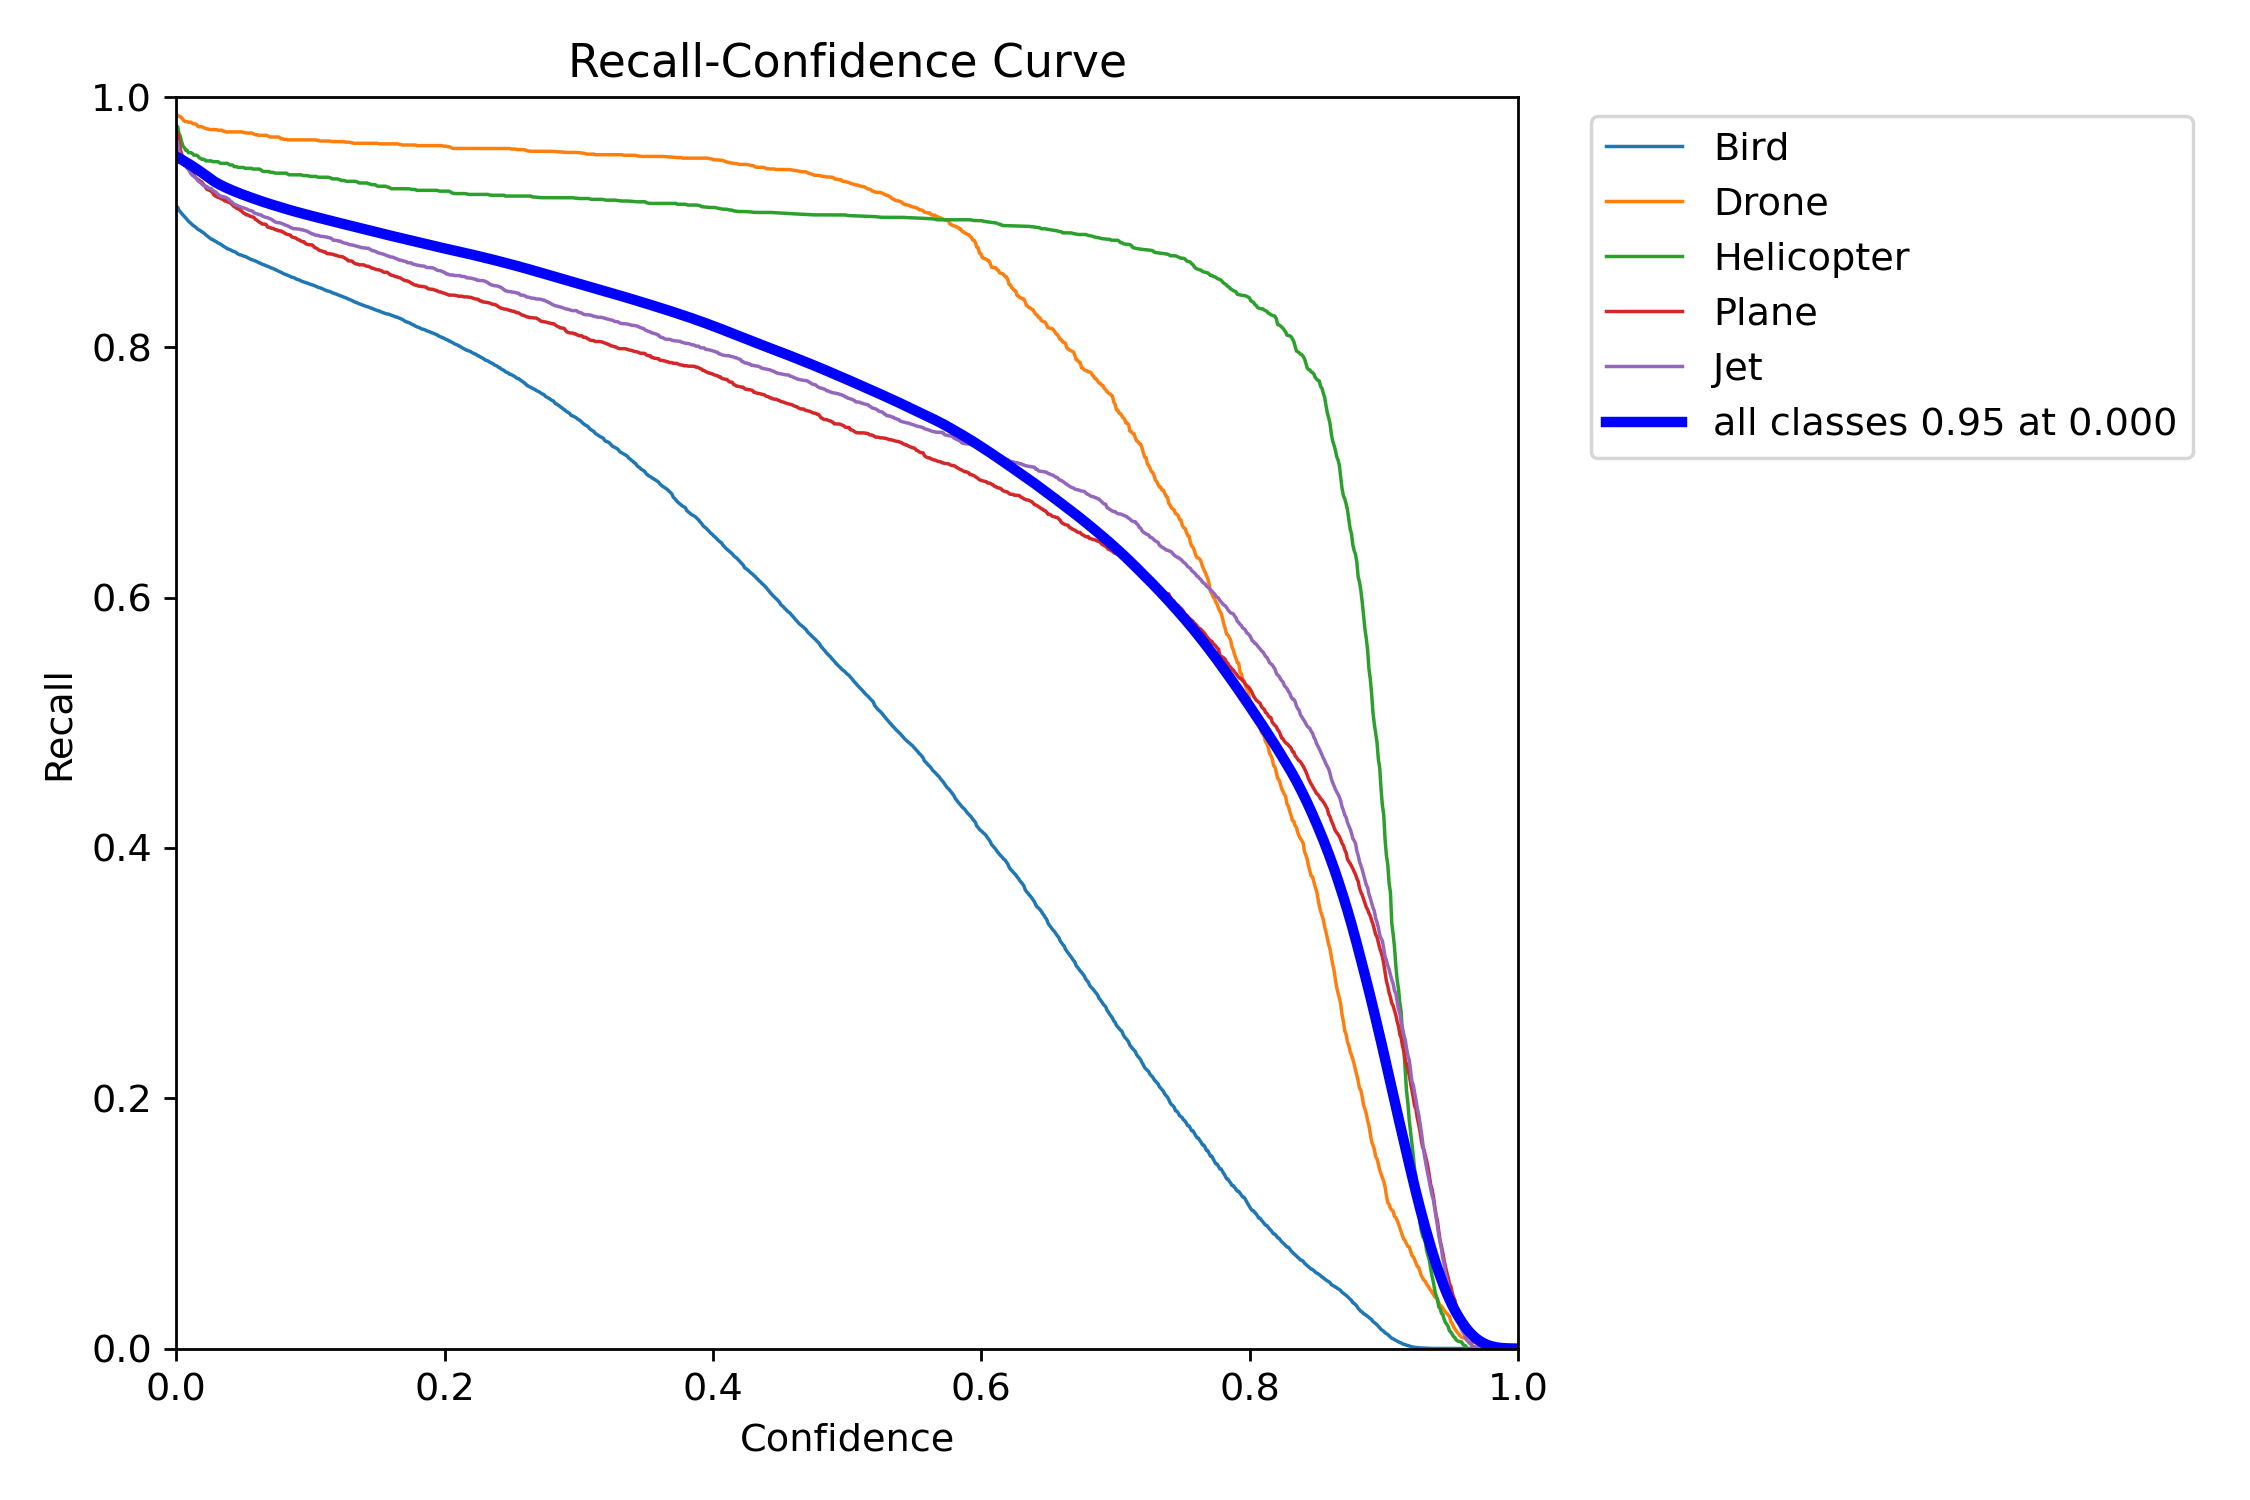 Recall-Confidence Curve
1.0
0.8
0.6
0.4
0.2
0.0
Recall
0.0 0.2 0.4 0.6 0.8 1.0
Confidence
Bird
Drone
Helicopter
Plane
Jet
all classes 0.95 at 0.000